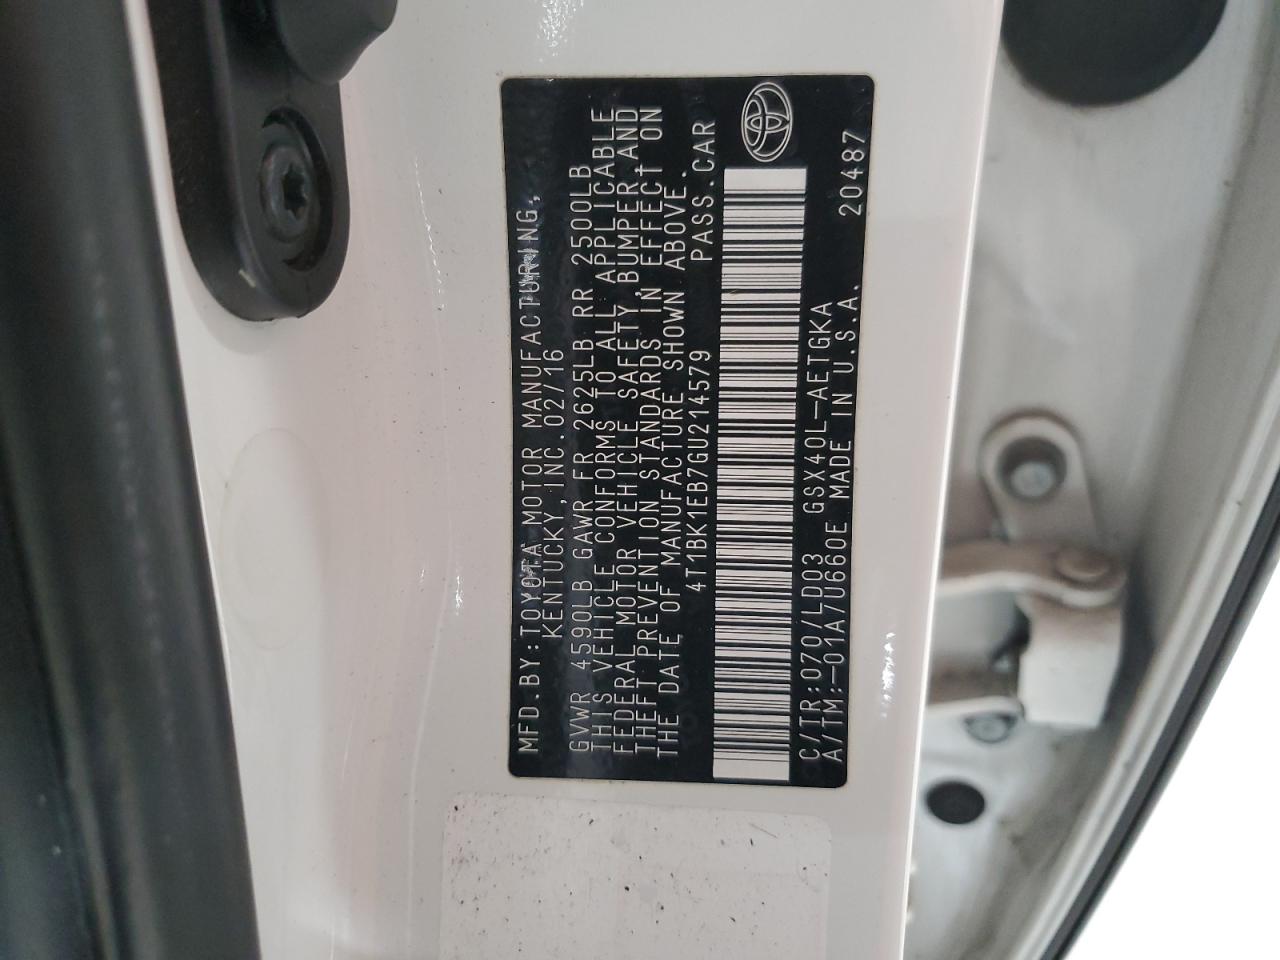 MFD.BY:TOYOTA MOTOR MANUFACTURING,
KENTUCKY, INC. 02/16
GVWR 4590LB GAWR FR 2625LB RR 2500LB
THIS VEHICLE CONFORMS TO ALL APPLICABLE
FEDERAL MOTOR VEHICLE SAFETY, BUMPER, AND
THEFT PREVENTION STANDARDS IN EFFECT ON
THE DATE OF MANUFACTURE SHOWN ABOVE.
4T1BK1EB7GU214579 PASS.CAR
C/TR:070/LD03 GSX40L-AETGKA
A/TM:-01A/U660E MADE IN U.S.A. 20487